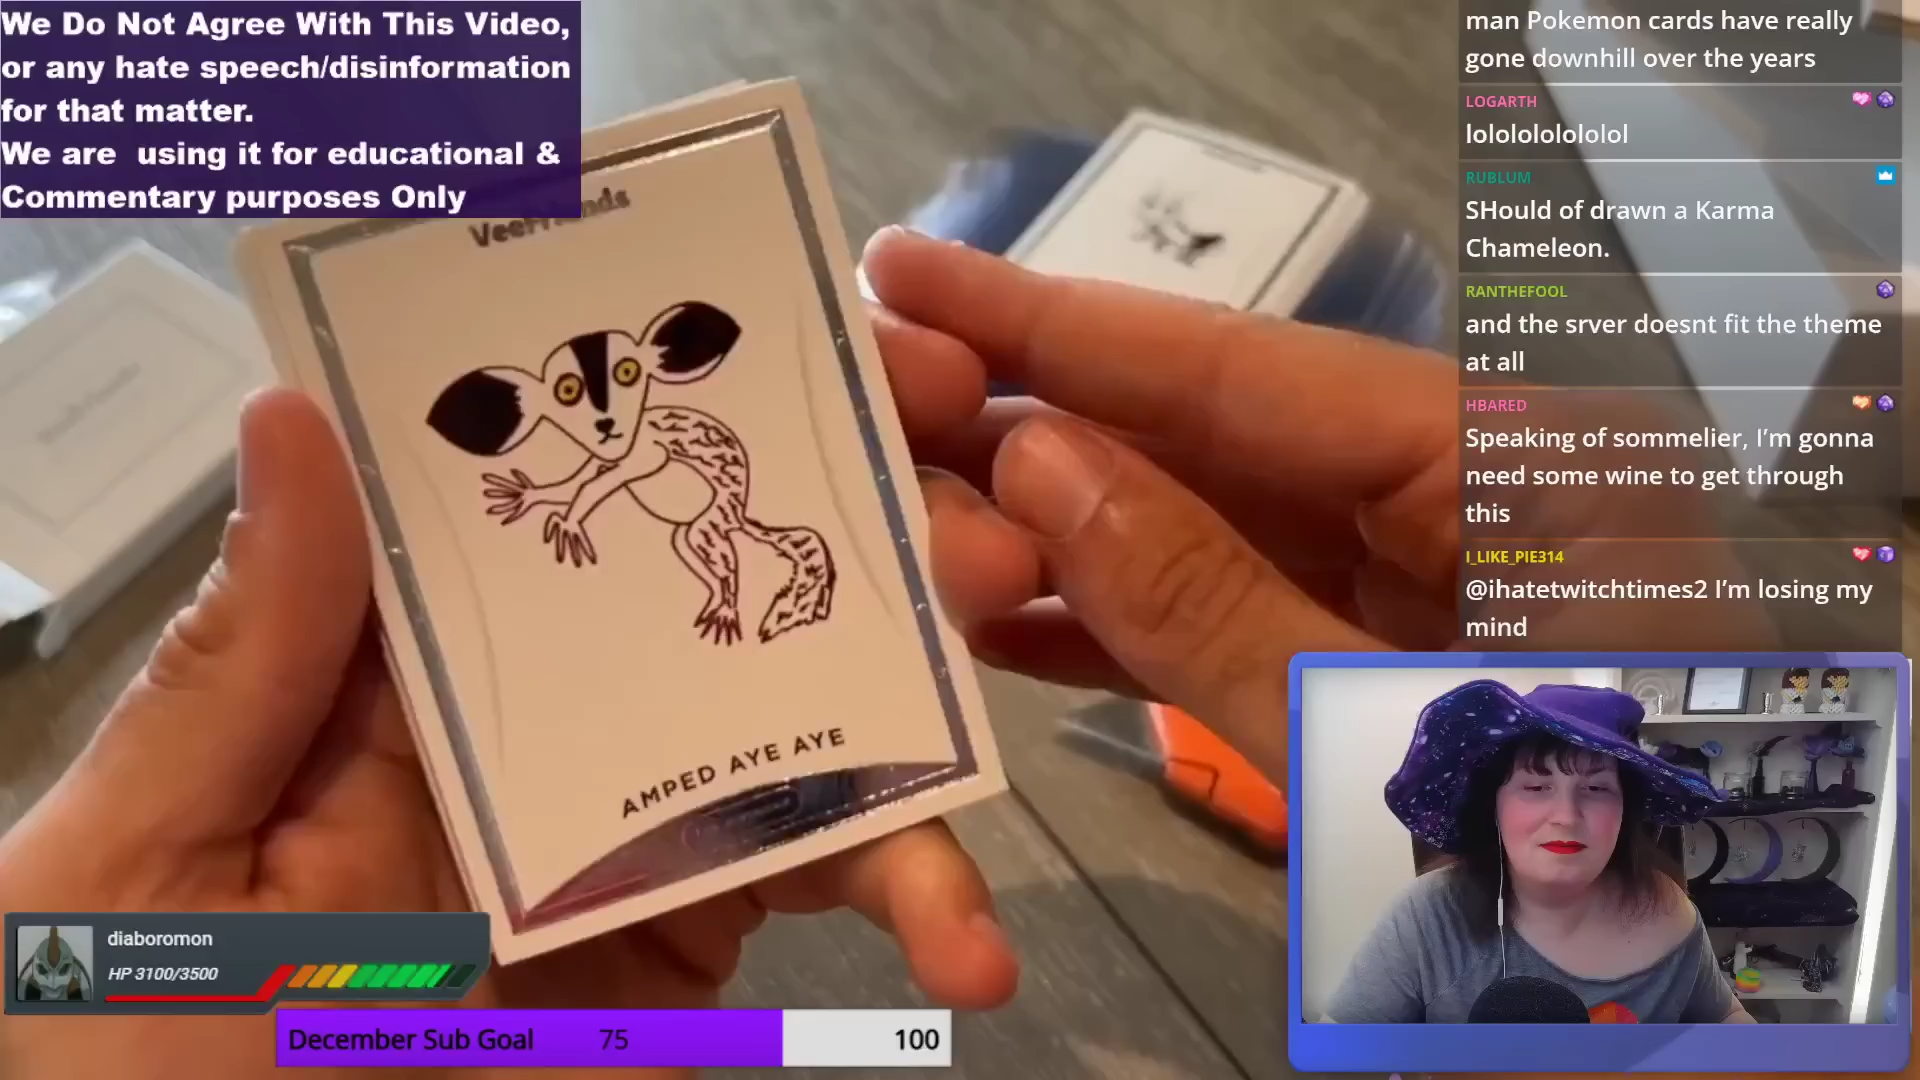 We Do Not Agree With This Video,
or any hate speech/disinformation
for that matter.
We are using it for educational &
Commentary purposes Only
AMPED AYE AYE
man Pokemon cards have really
gone downhill over the years
LOGARTH
lolololololol
RUBLUM
SHould of drawn a Karma
Chameleon.
RANTHEFOOL
and the srver doesnt fit the theme
at all
HBARED
Speaking of sommelier, I'm gonna
need some wine to get through
this
I_LIKE_PIE314
@ihatetwitchtimes2 I'm losing my
mind
diaboromon
HP 3100/3500
December Sub Goal 75 100